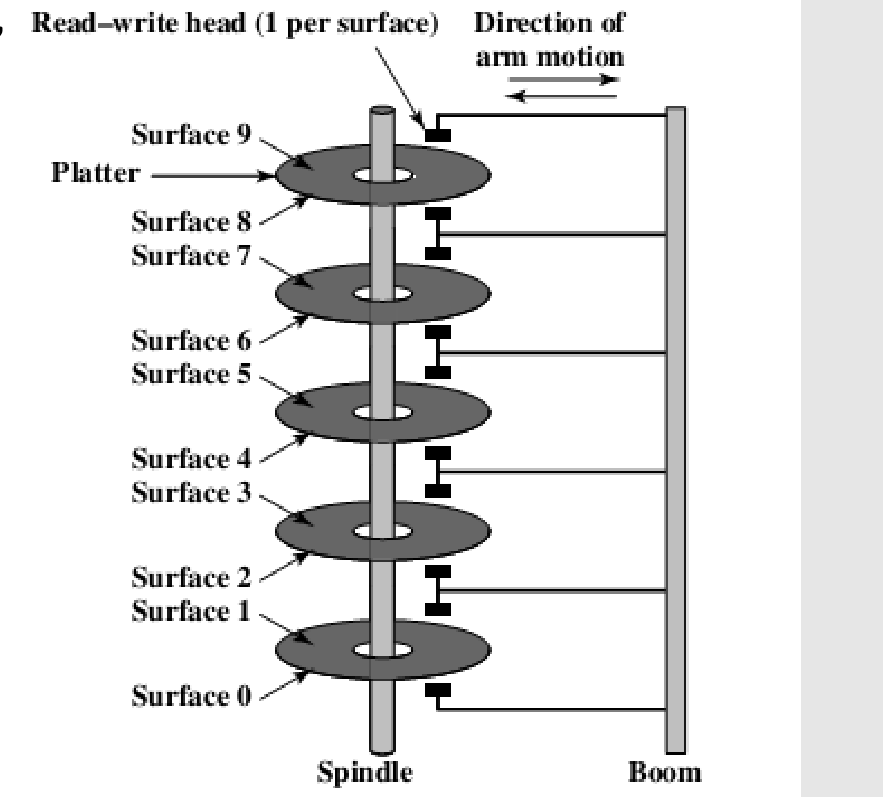 Read–write head (1 per surface)
Direction of
arm motion
Surface 9
Platter
Surface 8
Surface 7
Surface 6
Surface 5
Surface 4
Surface 3
Surface 2
Surface 1
Surface 0
Spindle
Boom